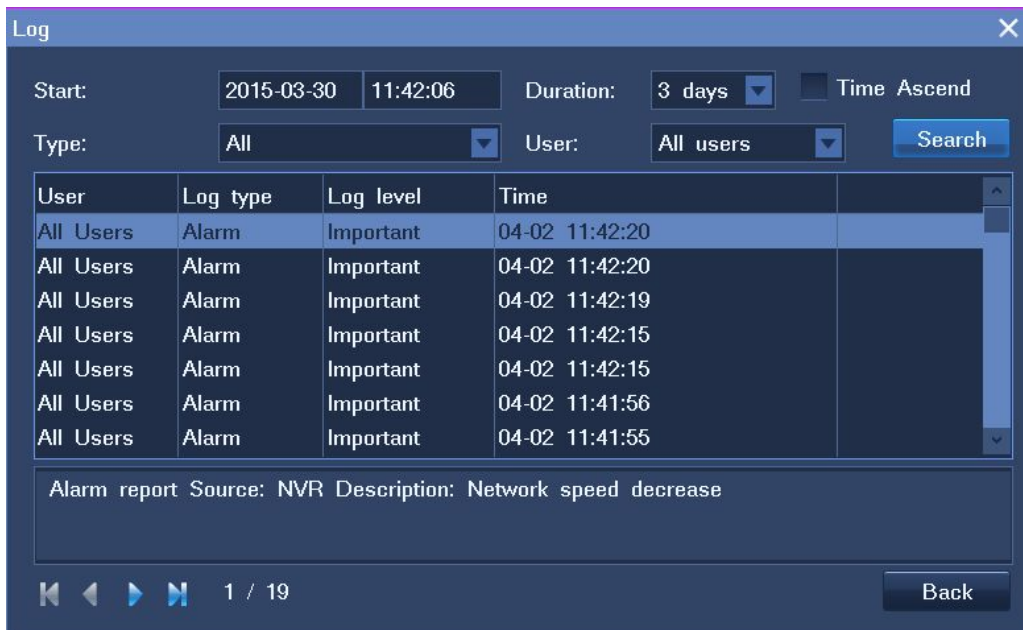 Log
Start: 2015-03-30 11:42:06 Duration: 3 days Time Ascend
Type: All User: All users Search
User Log type Log level Time
All Users Alarm Important 04-02 11:42:20
All Users Alarm Important 04-02 11:42:20
All Users Alarm Important 04-02 11:42:19
All Users Alarm Important 04-02 11:42:15
All Users Alarm Important 04-02 11:42:15
All Users Alarm Important 04-02 11:41:56
All Users Alarm Important 04-02 11:41:55
Alarm report Source: NVR Description: Network speed decrease
1 / 19 Back